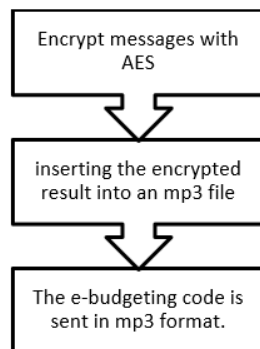 Encrypt messages with
AES
inserting the encrypted
result into an mp3 file
The e-budgeting code is
sent in mp3 format.